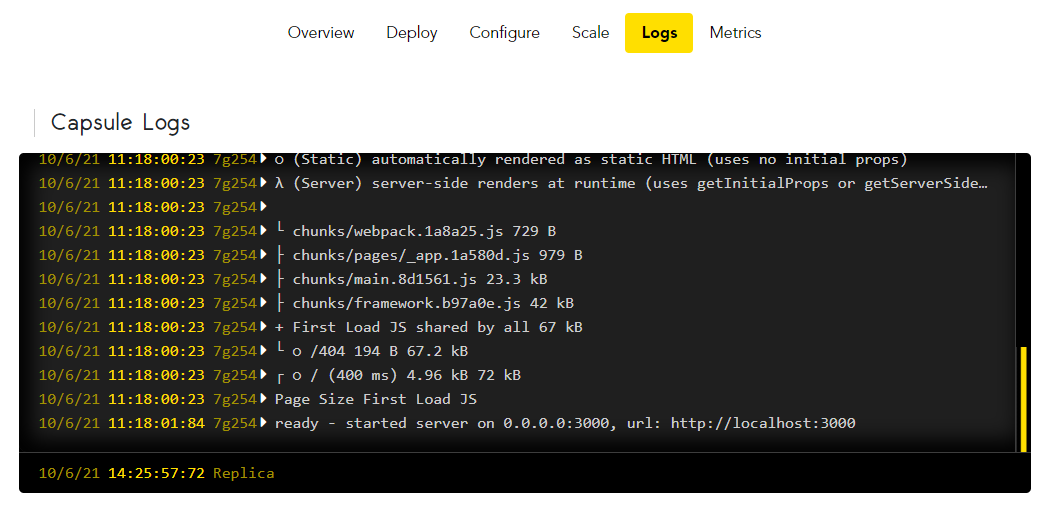 Overview Deploy Configure Scale Logs Metrics
Capsule Logs
10/6/21 11:18:00:23 7g254 o (Static) automatically rendered as static HTML (uses no initial props)
10/6/21 11:18:00:23 7g254 λ (Server) server-side renders at runtime (uses getInitialProps or getServerSide…
10/6/21 11:18:00:23 7g254
10/6/21 11:18:00:23 7g254 └ chunks/webpack.1a8a25.js 729 B
10/6/21 11:18:00:23 7g254 ├ chunks/pages/_app.1a580d.js 979 B
10/6/21 11:18:00:23 7g254 ├ chunks/main.8d1561.js 23.3 kB
10/6/21 11:18:00:23 7g254 ├ chunks/framework.b97a0e.js 42 kB
10/6/21 11:18:00:23 7g254 + First Load JS shared by all 67 kB
10/6/21 11:18:00:23 7g254 └ o /404 194 B 67.2 kB
10/6/21 11:18:00:23 7g254 ┌ o / (400 ms) 4.96 kB 72 kB
10/6/21 11:18:00:23 7g254 Page Size First Load JS
10/6/21 11:18:01:84 7g254 ready - started server on 0.0.0.0:3000, url: http://localhost:3000
10/6/21 14:25:57:72 Replica